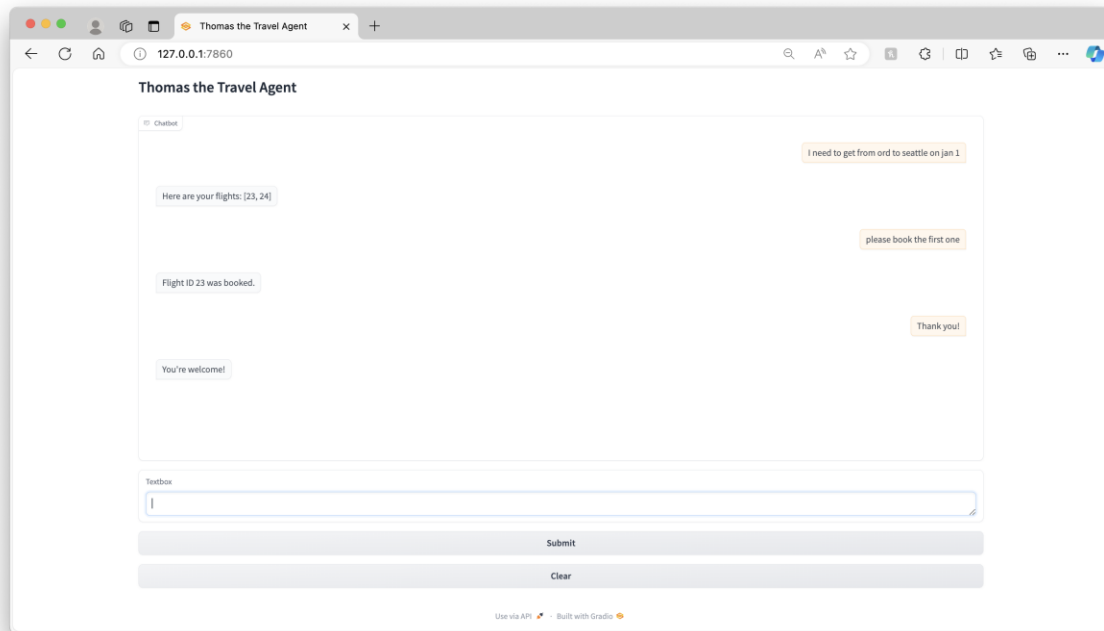 Thomas the Travel Agent
127.0.0.1:7860
Thomas the Travel Agent
Chatbot
I need to get from ord to seattle on jan 1
Here are your flights: [23, 24]
please book the first one
Flight ID 23 was booked.
Thank you!
You're welcome!
Textbox
Submit
Clear
Use via API · Built with Gradio